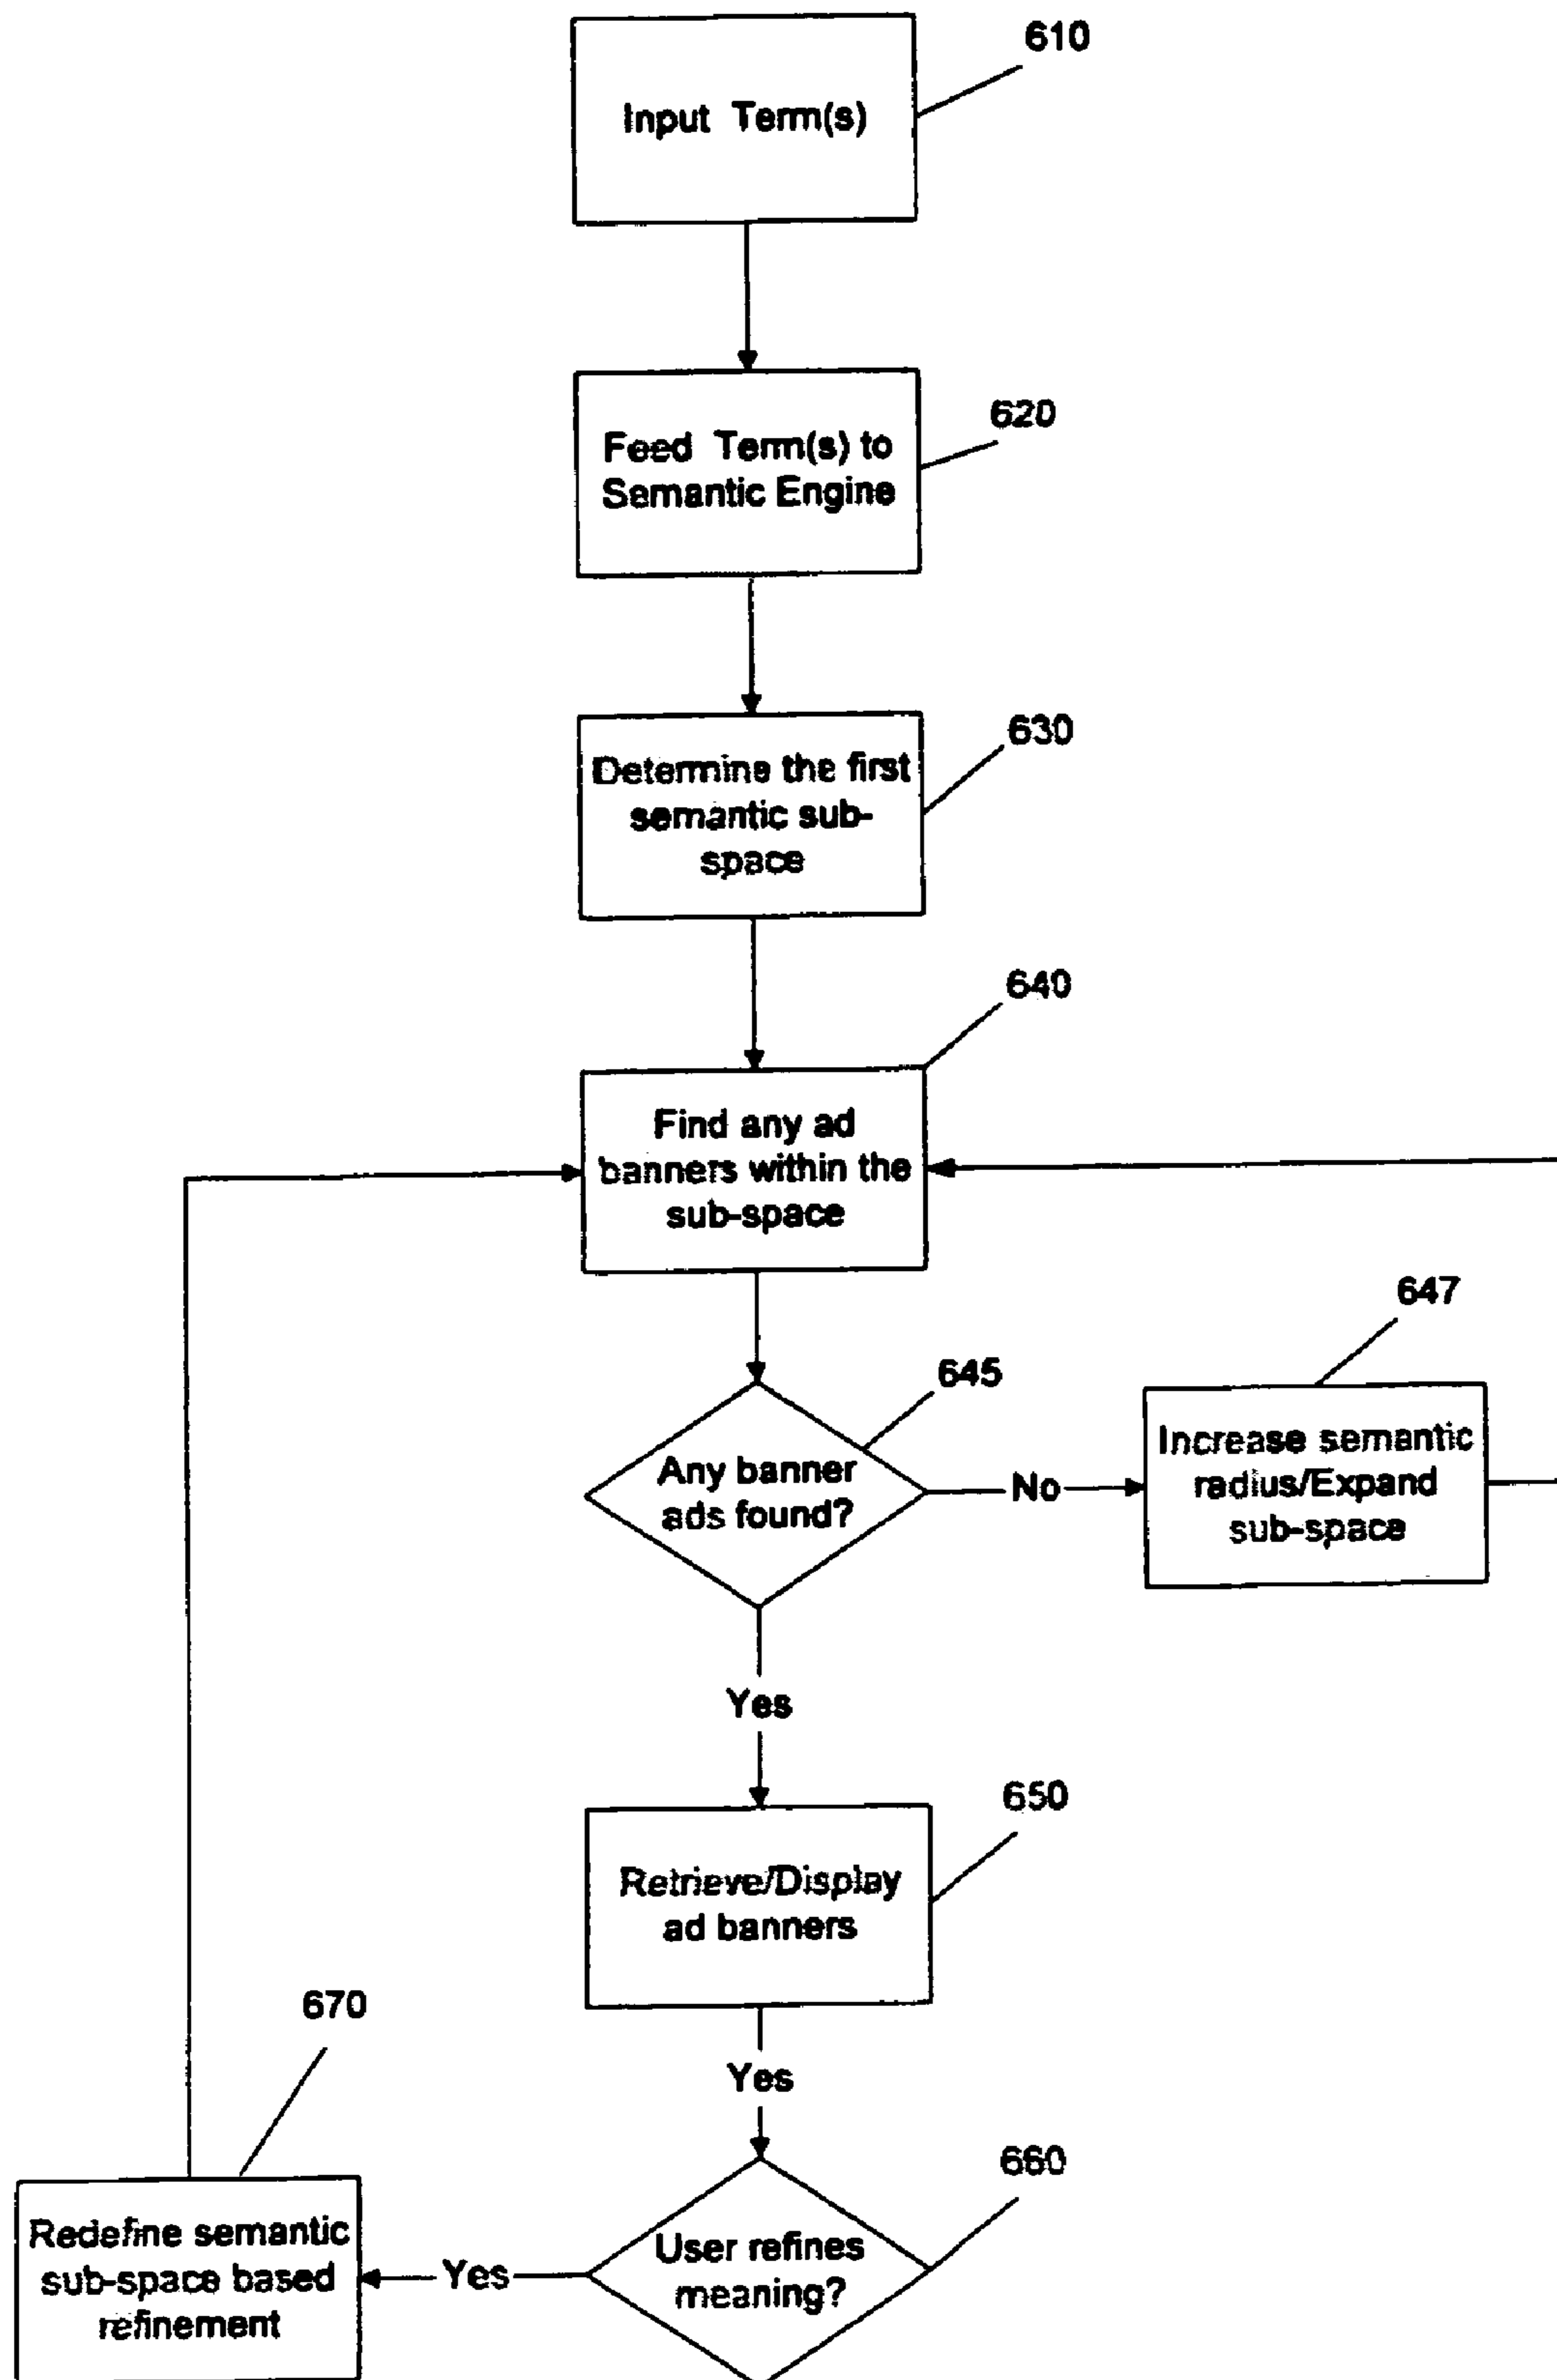 610
Input Term(s)
620
Feed Term(s) to
Semantic Engine
630
Determine the first
semantic sub-
space
640
Find any ad
banners within the
sub-space
647
645
Any banner
ads found?
No
Increase semantic
radius/Expand
sub-space
Yes
650
Retrieve/Display
ad banners
670
Yes
660
User refines
meaning?
Yes
Redefine semantic
sub-space based
refinement